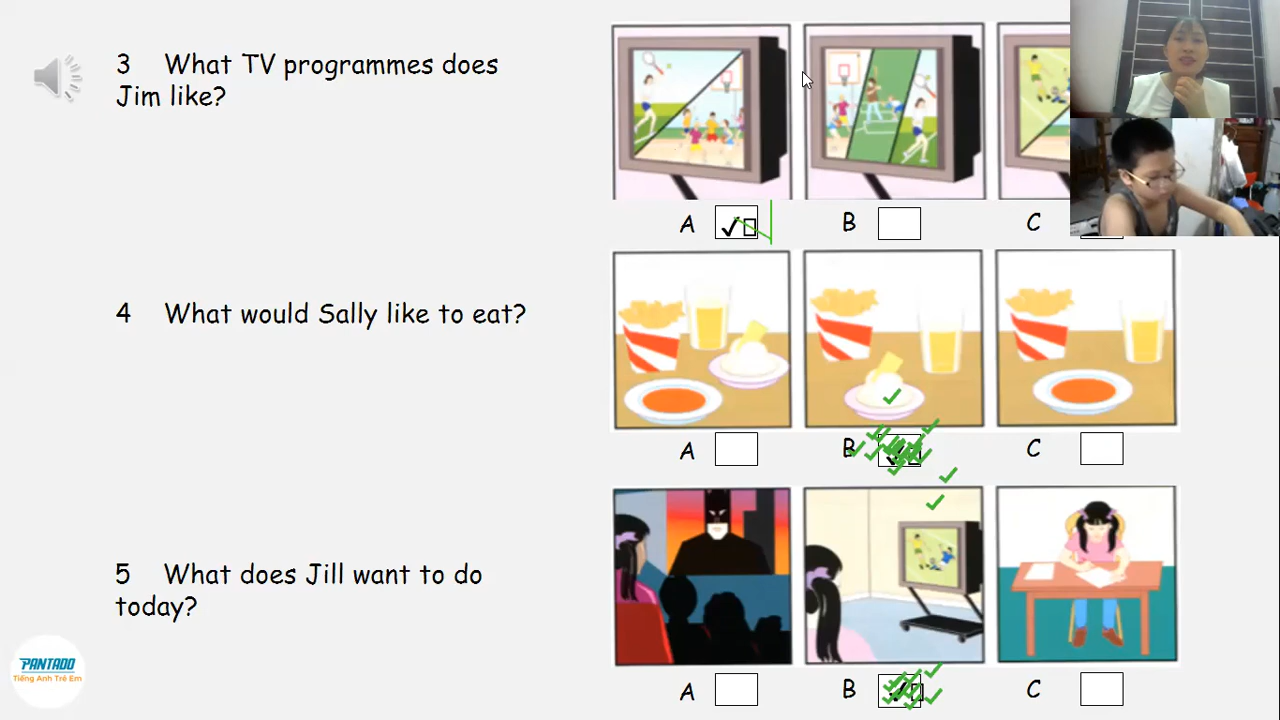 3 What TV programmes does
Jim like?
A B C
4 What would Sally like to eat?
A B C
5 What does Jill want to do
today?
A B C
PANTADO
Tiếng Anh Trẻ Em